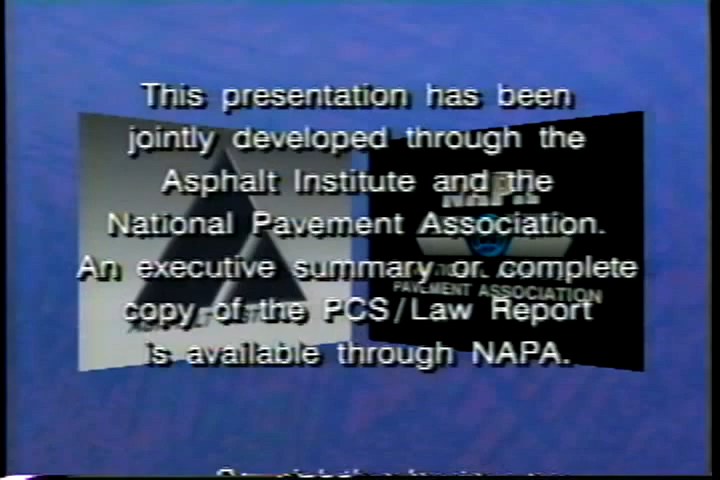 This presentation has been
jointly developed through the
Asphalt Institute and the
National Pavement Association.
An executive summary or complete
copy of the PCS/Law Report
is available through NAPA.
NAPA
PAVEMENT ASSOCIATION